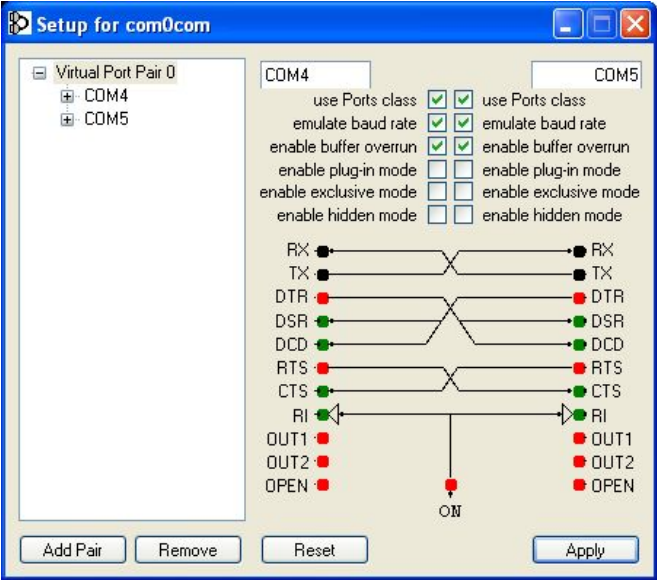 Setup for com0com
Virtual Port Pair 0
COM4
COM5
COM4 COM5
use Ports class use Ports class
emulate baud rate emulate baud rate
enable buffer overrun enable buffer overrun
enable plug-in mode enable plug-in mode
enable exclusive mode enable exclusive mode
enable hidden mode enable hidden mode
RX RX
TX TX
DTR DTR
DSR DSR
DCD DCD
RTS RTS
CTS CTS
RI RI
OUT1 OUT1
OUT2 OUT2
OPEN OPEN
ON
Add Pair Remove Reset Apply